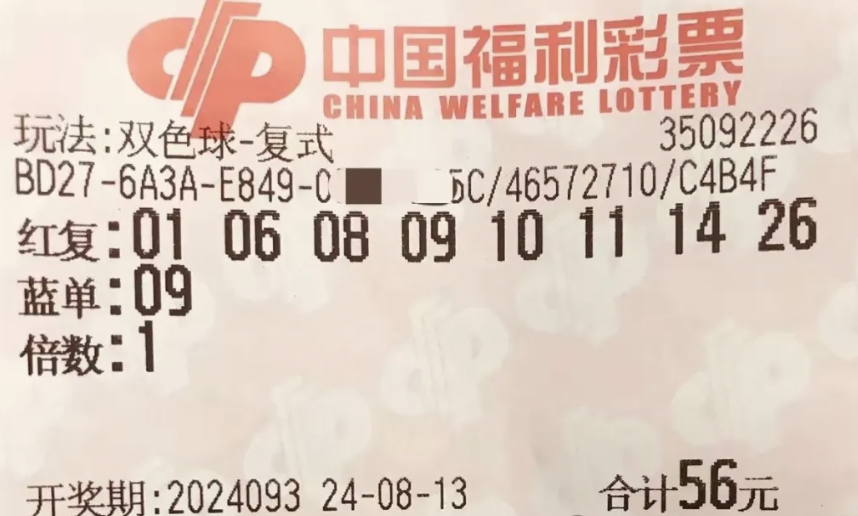 中国福利彩票
CHINA WELFARE LOTTERY
玩法:双色球-复式 35092226
BD27-6A3A-E849- C/46572710/C4B4F
红复:01 06 08 09 10 11 14 26
蓝单:09
倍数:1
开奖期:2024093 24-08-13 合计56元